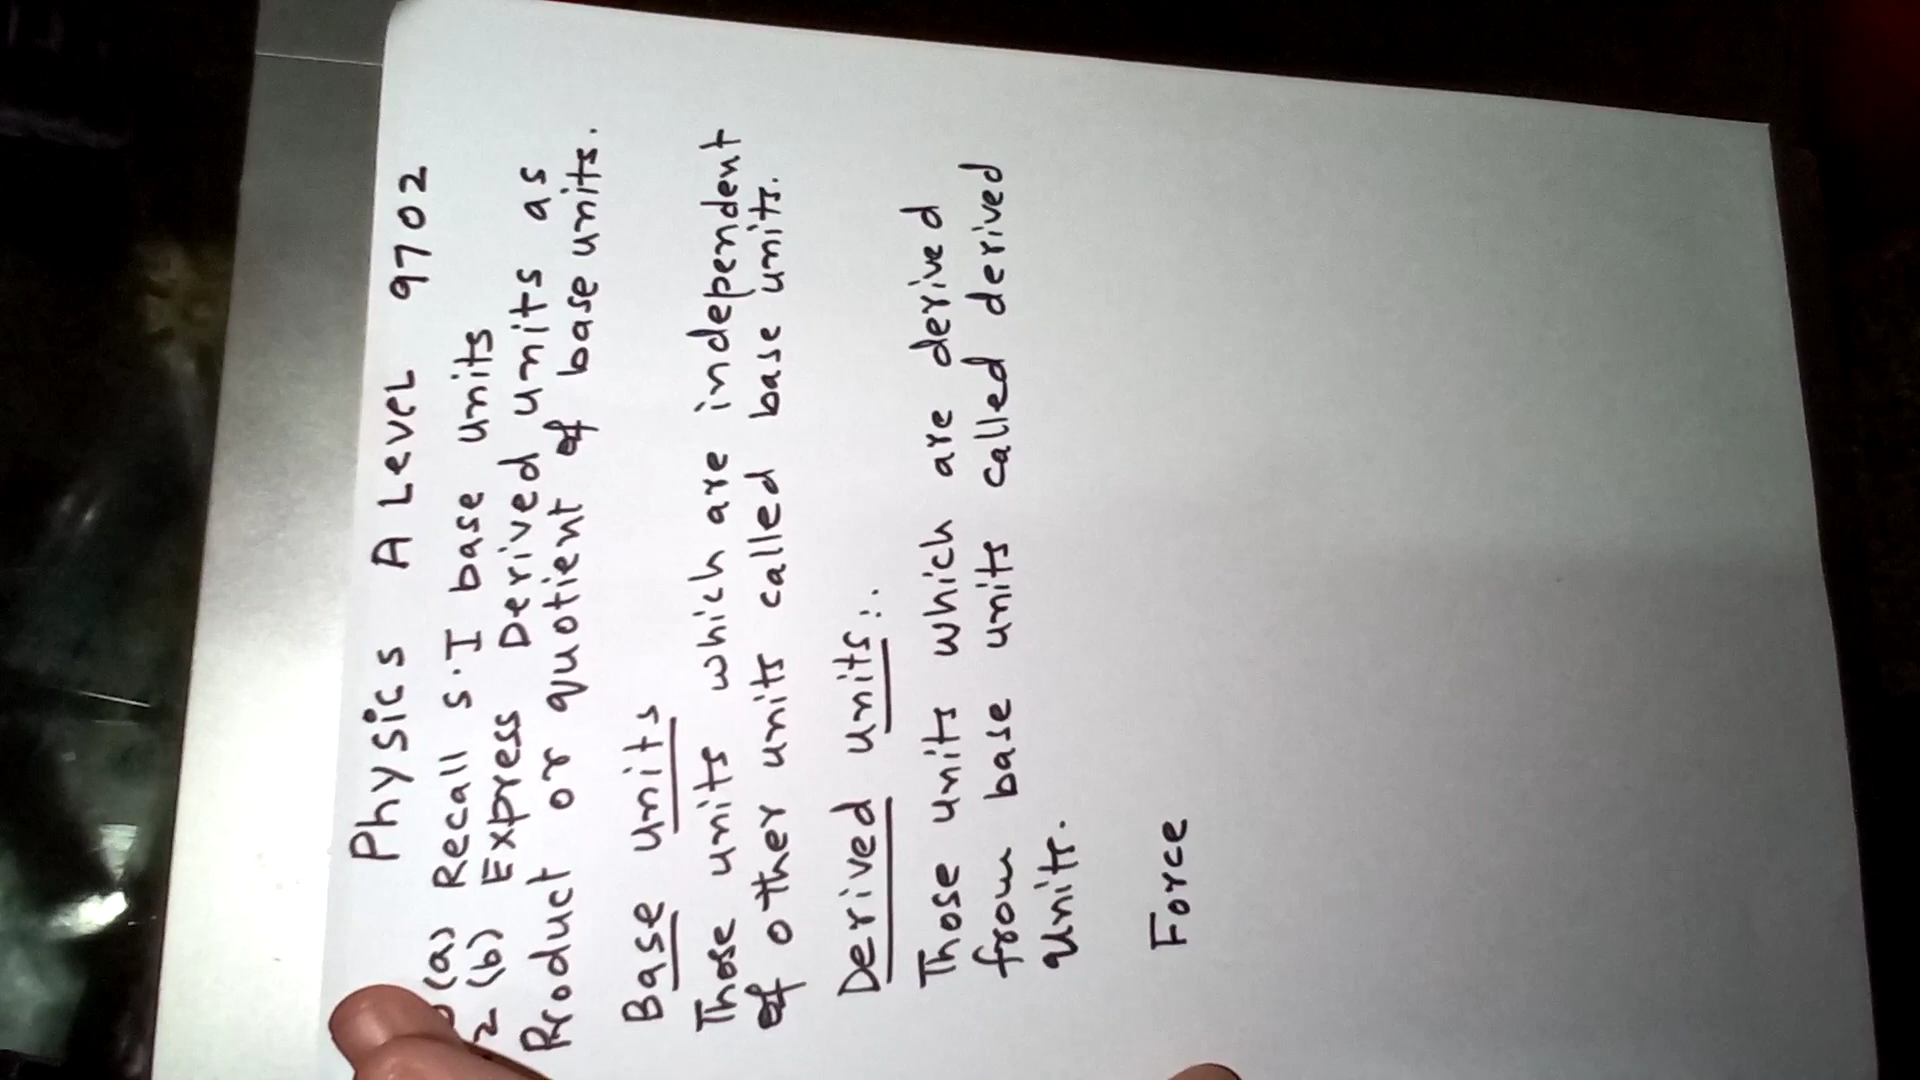 Physics A Level 9702
(a) Recall S.I base units
2 (b) Express Derived units as
Product or quotient of base units.
Base units
Those units which are independent
of other units called base units.
Derived units:.
Those units which are derived
from base units called derived
units.
Force